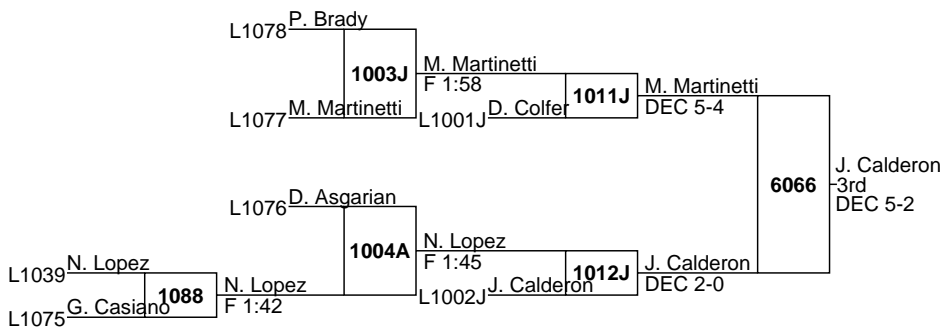 L1078 P. Brady
1003J
M. Martinetti
F 1:58
L1077 M. Martinetti
L1001J D. Colfer
1011J
M. Martinetti
DEC 5-4
6066
J. Calderon
3rd
DEC 5-2
L1076 D. Asgarian
1004A
N. Lopez
F 1:45
L1039 N. Lopez
1088
N. Lopez
F 1:42
L1075 G. Casiano
L1002J J. Calderon
1012J
J. Calderon
DEC 2-0